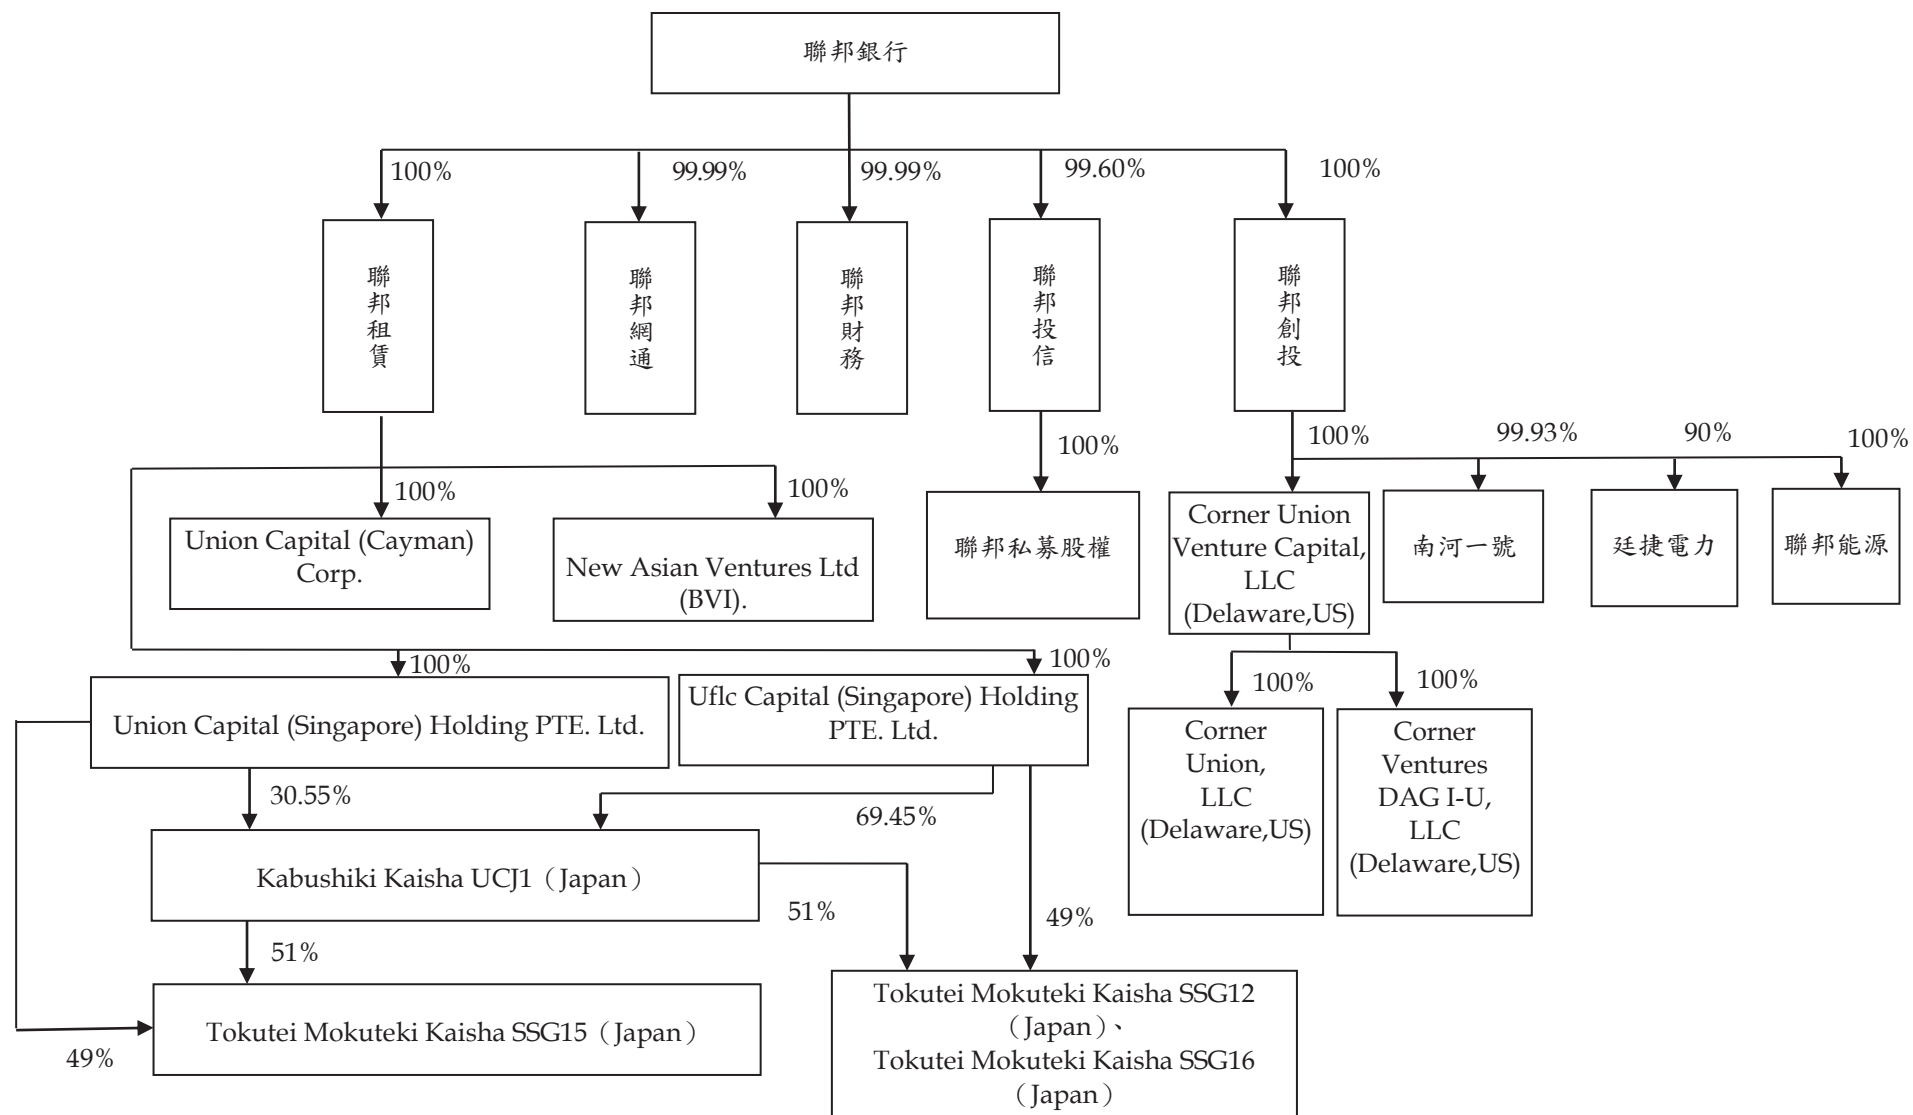 聯邦銀行
100%
99.99%
99.99%
99.60%
100%
聯邦租賃
聯邦網通
聯邦財務
聯邦投信
聯邦創投
100%
100%
100%
100%
99.93%
90%
100%
Union Capital (Cayman)
Corp.
New Asian Ventures Ltd
(BVI).
聯邦私募股權
Corner Union
Venture Capital,
LLC
(Delaware,US)
南河一號
廷捷電力
聯邦能源
100%
100%
100%
100%
Union Capital (Singapore) Holding PTE. Ltd.
Uflc Capital (Singapore) Holding
PTE. Ltd.
Corner
Union,
LLC
(Delaware,US)
Corner
Ventures
DAG I-U,
LLC
(Delaware,US)
30.55%
69.45%
Kabushiki Kaisha UCJ1（Japan）
51%
49%
51%
Tokutei Mokuteki Kaisha SSG15（Japan）
49%
Tokutei Mokuteki Kaisha SSG12
（Japan）、
Tokutei Mokuteki Kaisha SSG16
（Japan）